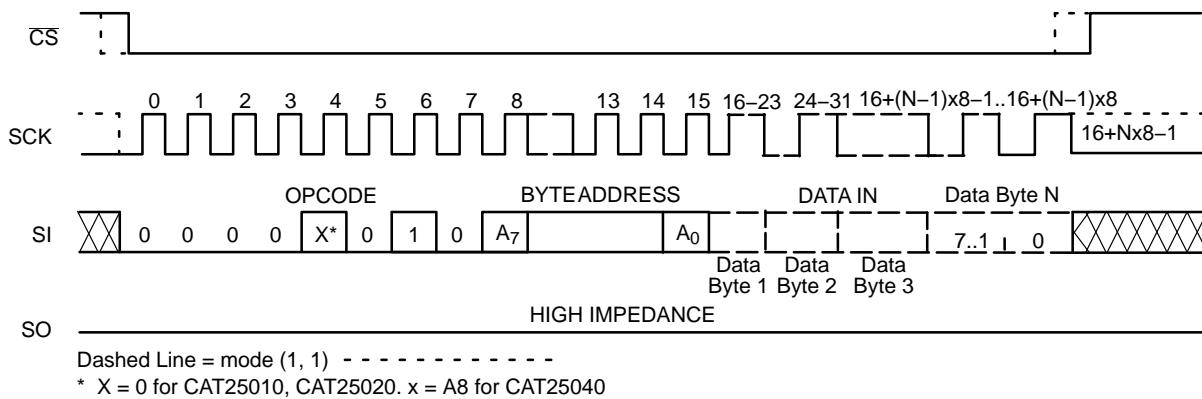 CS
0 1 2 3 4 5 6 7 8 13 14 15 16–23 24–31 16+(N–1)x8–1..16+(N–1)x8
SCK
16+Nx8–1
OPCODE BYTEADDRESS DATA IN Data Byte N
SI 0 0 0 0 X* 0 1 0 A7 A0 7..1 0
Data Byte 1 Data Byte 2 Data Byte 3
HIGH IMPEDANCE
SO
Dashed Line = mode (1, 1)
* X = 0 for CAT25010, CAT25020. x = A8 for CAT25040